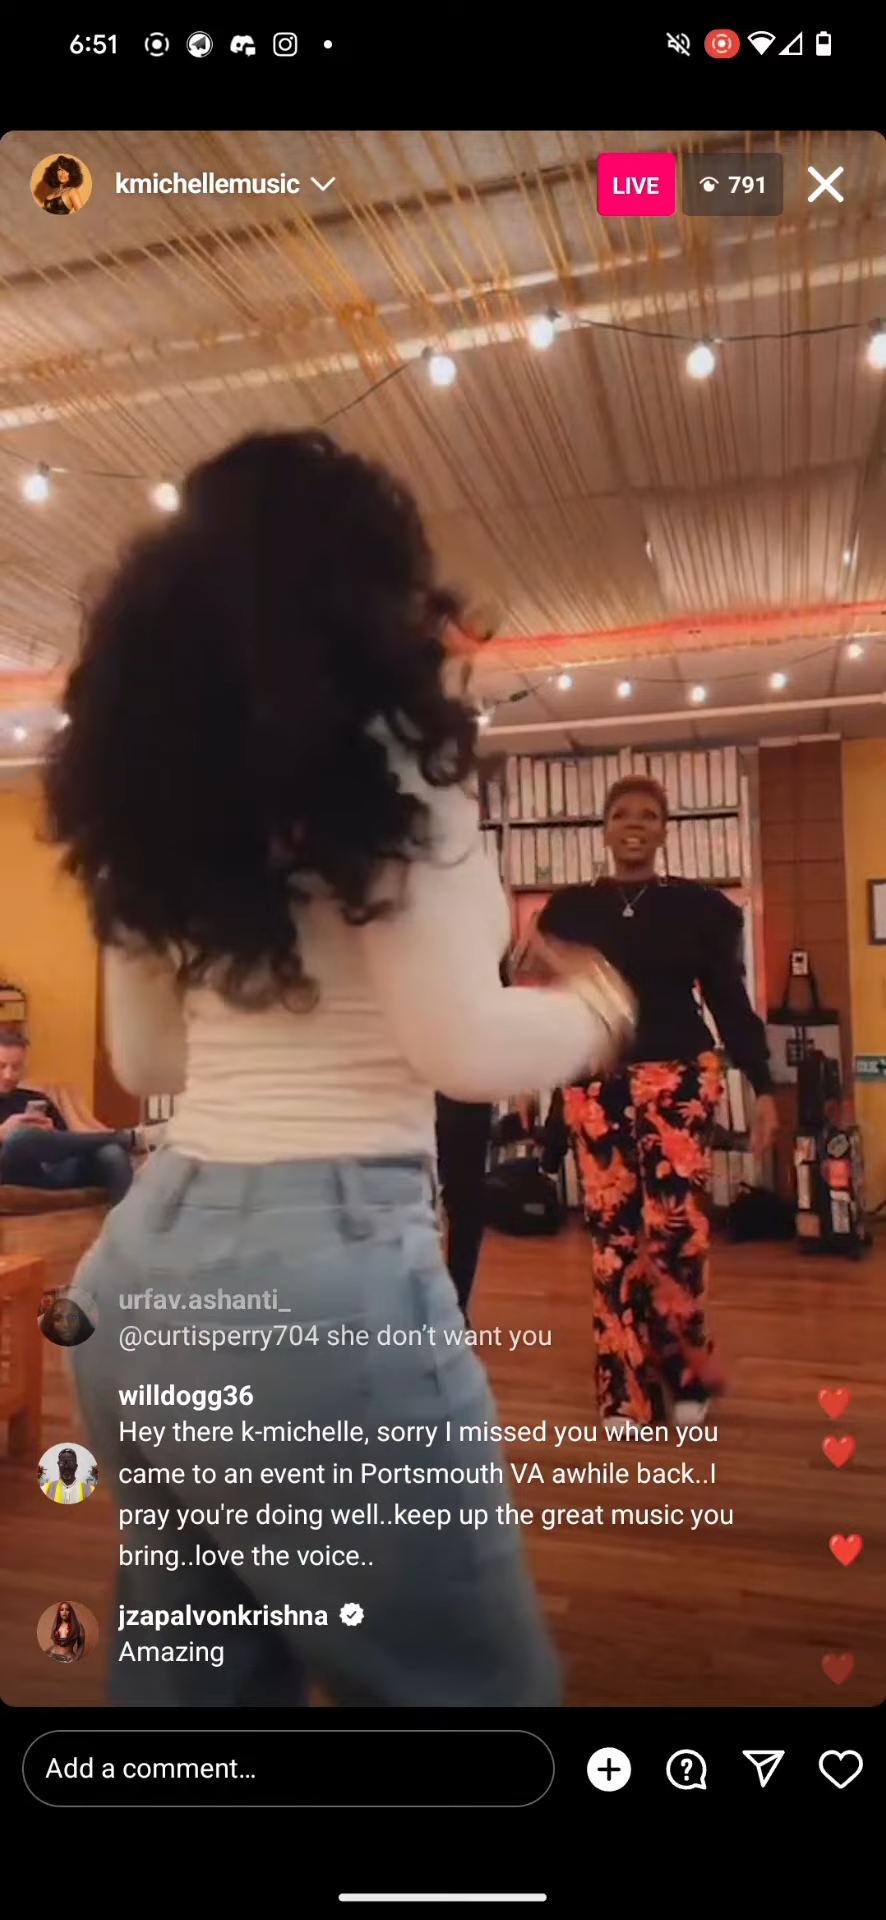 6:51
kmichellemusic
LIVE
791
urfav.ashanti_
@curtisperry704 she don’t want you
willdogg36
Hey there k-michelle, sorry I missed you when you
came to an event in Portsmouth VA awhile back..I
pray you're doing well..keep up the great music you
bring..love the voice..
jzapalvonkrishna
Amazing
Add a comment…